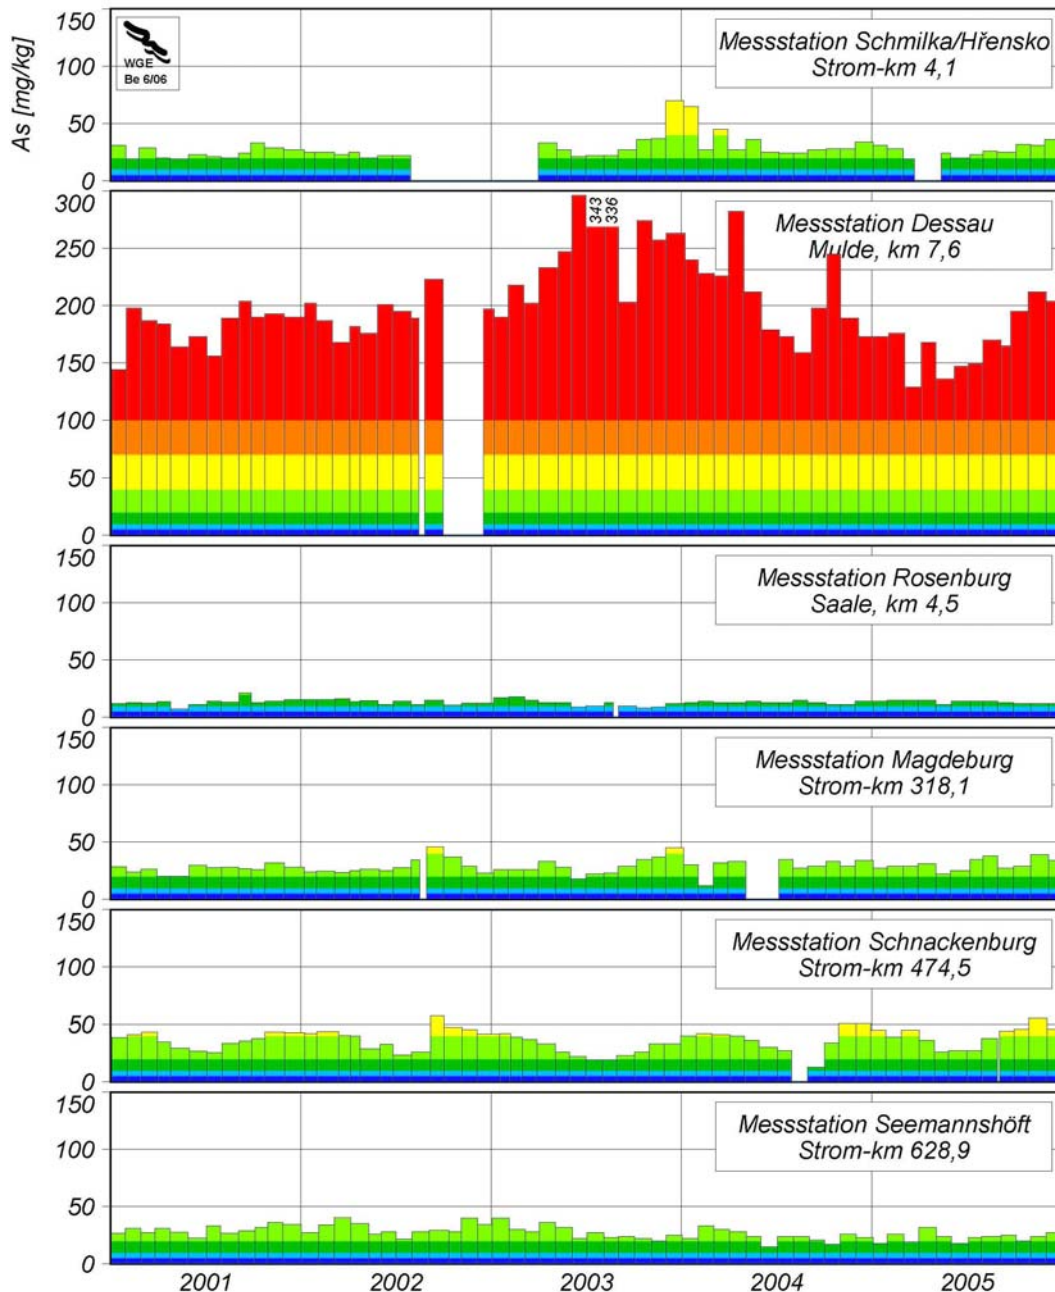 As [mg/kg]
150
100
50
0
WGE
Be 6/06
Messstation Schmilka/Hřensko
Strom-km 4,1
300
250
200
150
100
50
0
343
336
Messstation Dessau
Mulde, km 7,6
150
100
50
0
Messstation Rosenburg
Saale, km 4,5
150
100
50
0
Messstation Magdeburg
Strom-km 318,1
150
100
50
0
Messstation Schnackenburg
Strom-km 474,5
150
100
50
0
Messstation Seemannshöft
Strom-km 628,9
2001 2002 2003 2004 2005